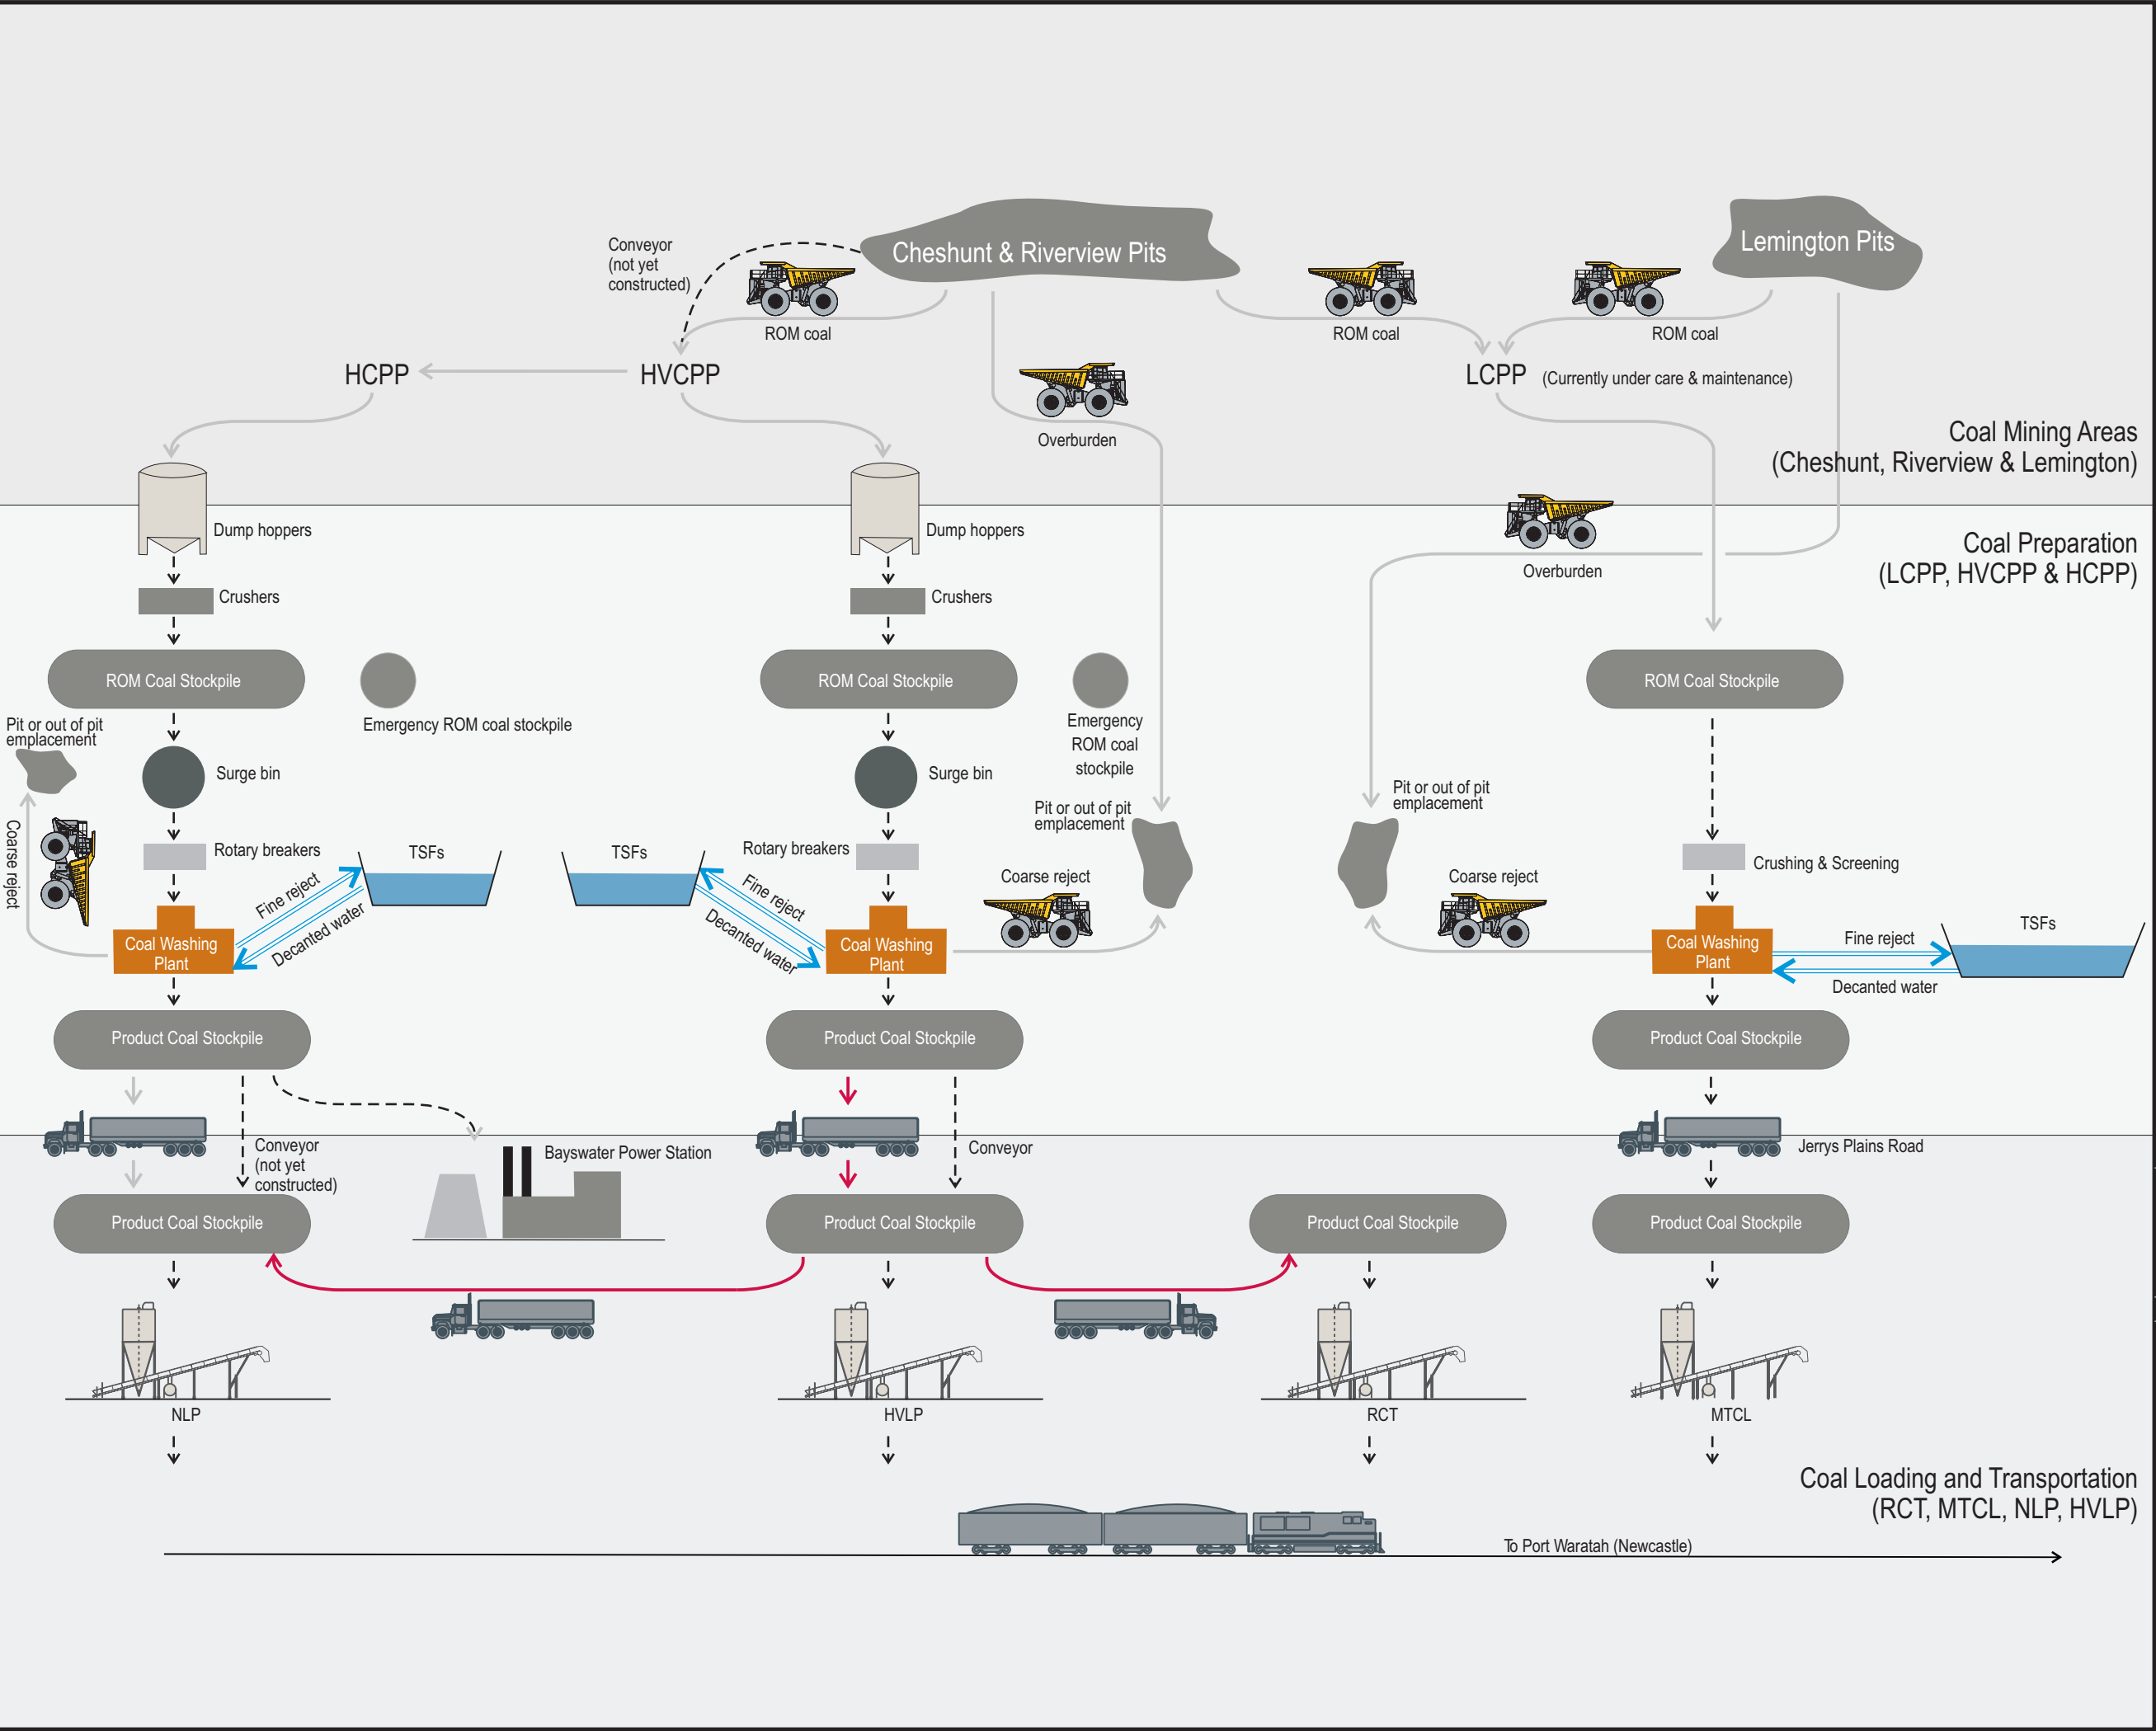 Cheshunt & Riverview Pits
Lemington Pits
Conveyor
(not yet
constructed)
ROM coal
ROM coal
ROM coal
HCPP
HVCPP
LCPP
(Currently under care & maintenance)
Overburden
Coal Mining Areas
(Cheshunt, Riverview & Lemington)
Dump hoppers
Dump hoppers
Coal Preparation
(LCPP, HVCPP & HCPP)
Overburden
Crushers
Crushers
ROM Coal Stockpile
ROM Coal Stockpile
ROM Coal Stockpile
Emergency ROM coal stockpile
Emergency
ROM coal
stockpile
Pit or out of pit
emplacement
Surge bin
Surge bin
Pit or out of pit
emplacement
Pit or out of pit
emplacement
Coarse reject
Rotary breakers
TSFs
TSFs
Rotary breakers
Crushing & Screening
Coarse reject
Coarse reject
Fine reject
Decanted water
Fine reject
Decanted water
TSFs
Fine reject
Decanted water
Coal Washing
Plant
Coal Washing
Plant
Coal Washing
Plant
Product Coal Stockpile
Product Coal Stockpile
Product Coal Stockpile
Conveyor
(not yet
constructed)
Bayswater Power Station
Conveyor
Jerrys Plains Road
Product Coal Stockpile
Product Coal Stockpile
Product Coal Stockpile
Product Coal Stockpile
NLP
HVLP
RCT
MTCL
Coal Loading and Transportation
(RCT, MTCL, NLP, HVLP)
To Port Waratah (Newcastle)